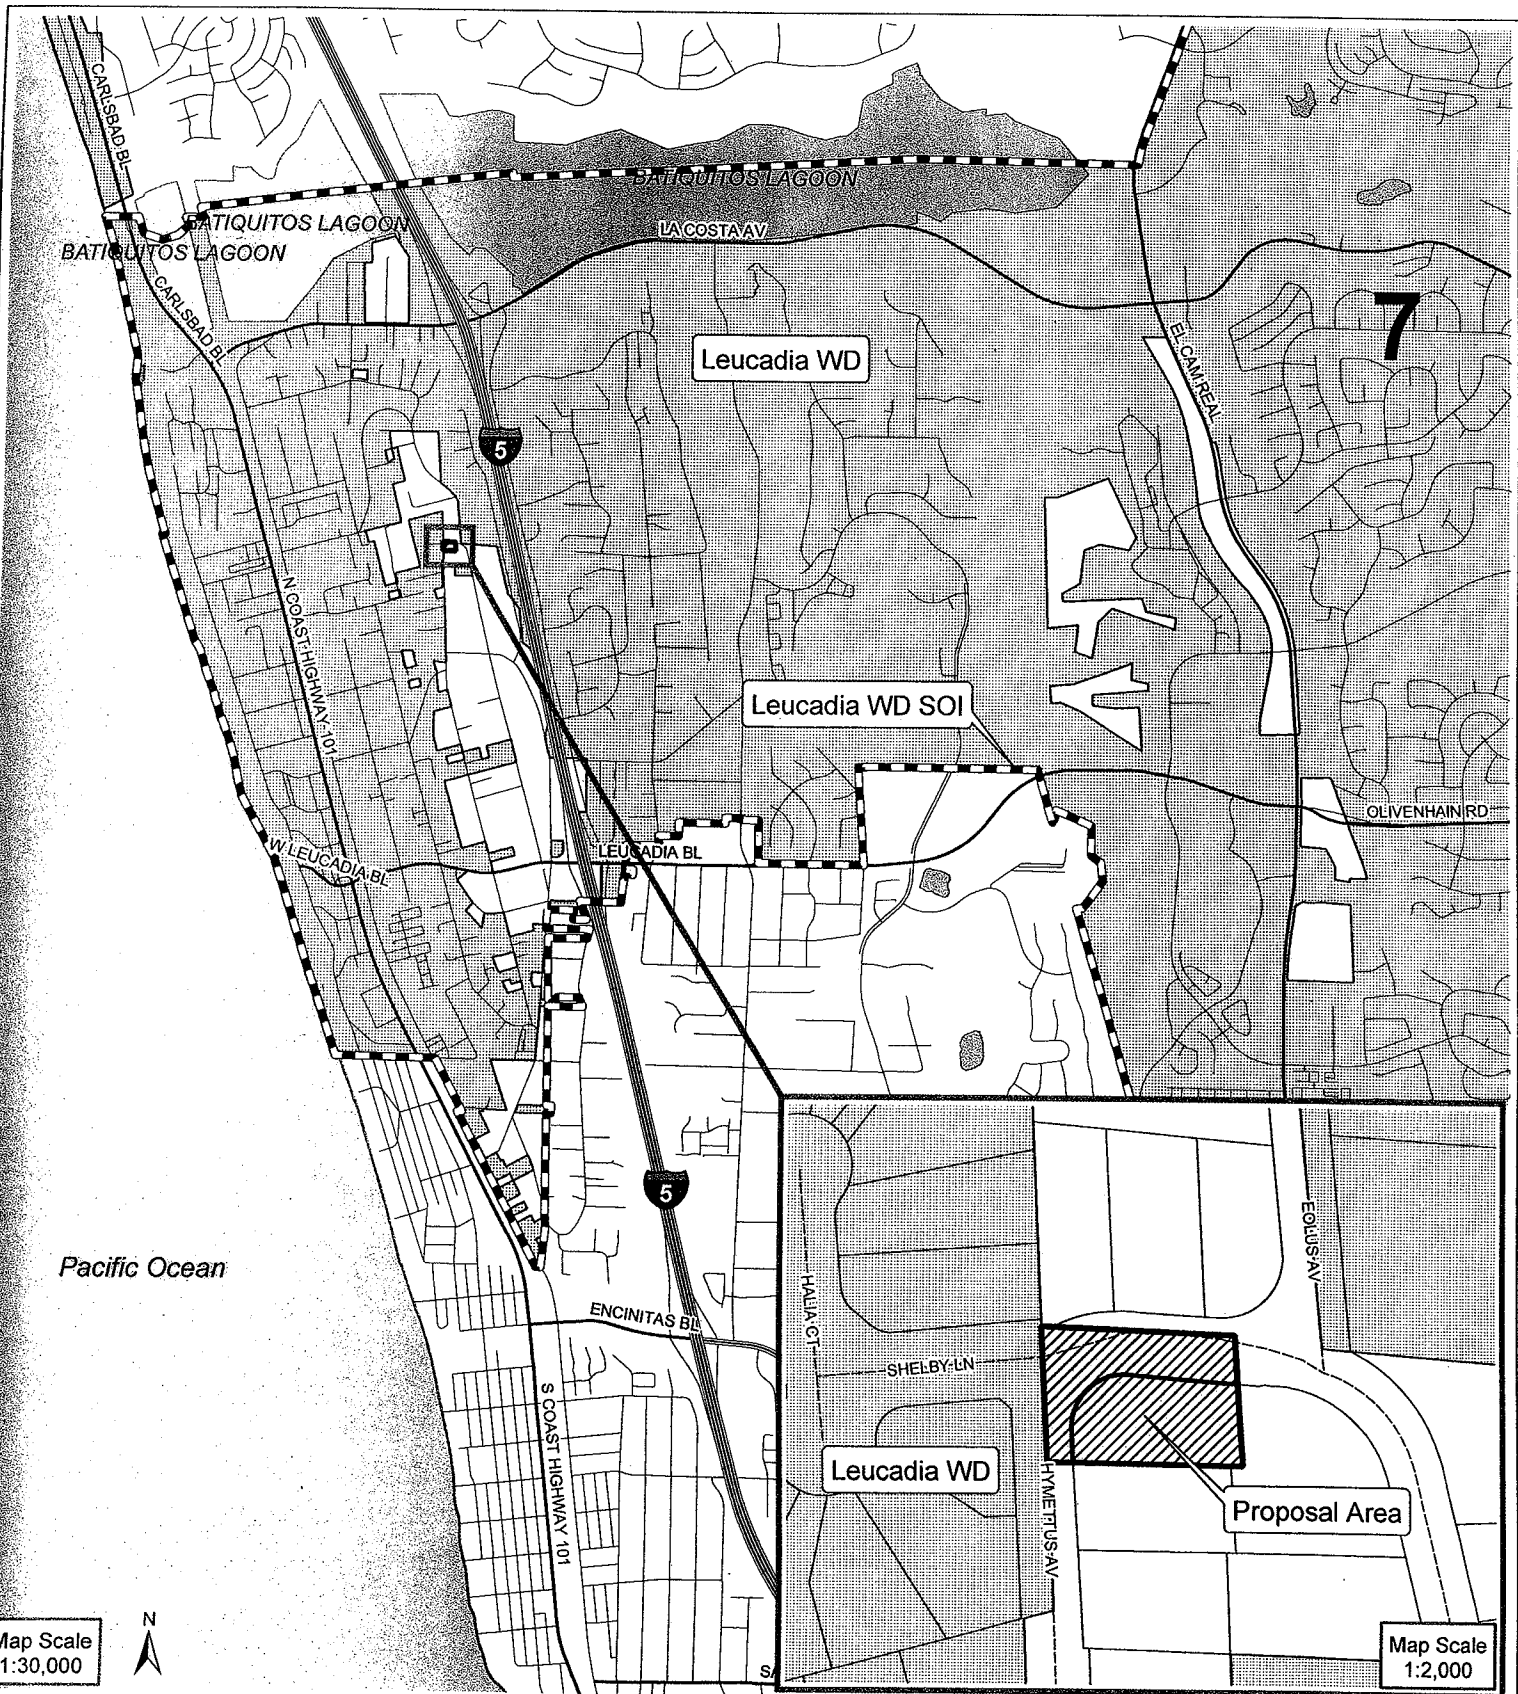 CARLSBAD BL
BATIQUITOS LAGOON
BATIQUITOS LAGOON
BATIQUITOS LAGOON
LA COSTA AV
CARLSBAD BL
7
EL CAM REAL
Leucadia WD
5
N COAST HIGHWAY 101
Leucadia WD SOI
OLIVENHAIN RD
W LEUCADIA BL
LEUCADIA BL
5
Pacific Ocean
ENCINITAS BL
S COAST HIGHWAY 101
EOLUS AV
HALIA CT
SHELBY LN
Leucadia WD
HYMETTUS AV
Proposal Area
N
Map Scale
1:30,000
Map Scale
1:2,000